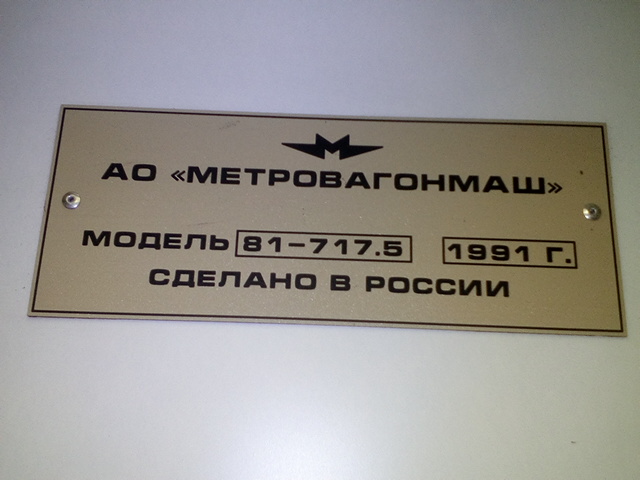 М
АО «МЕТРОВАГОНМАШ»
МОДЕЛЬ 81-717.5 1991 Г.
СДЕЛАНО В РОССИИ